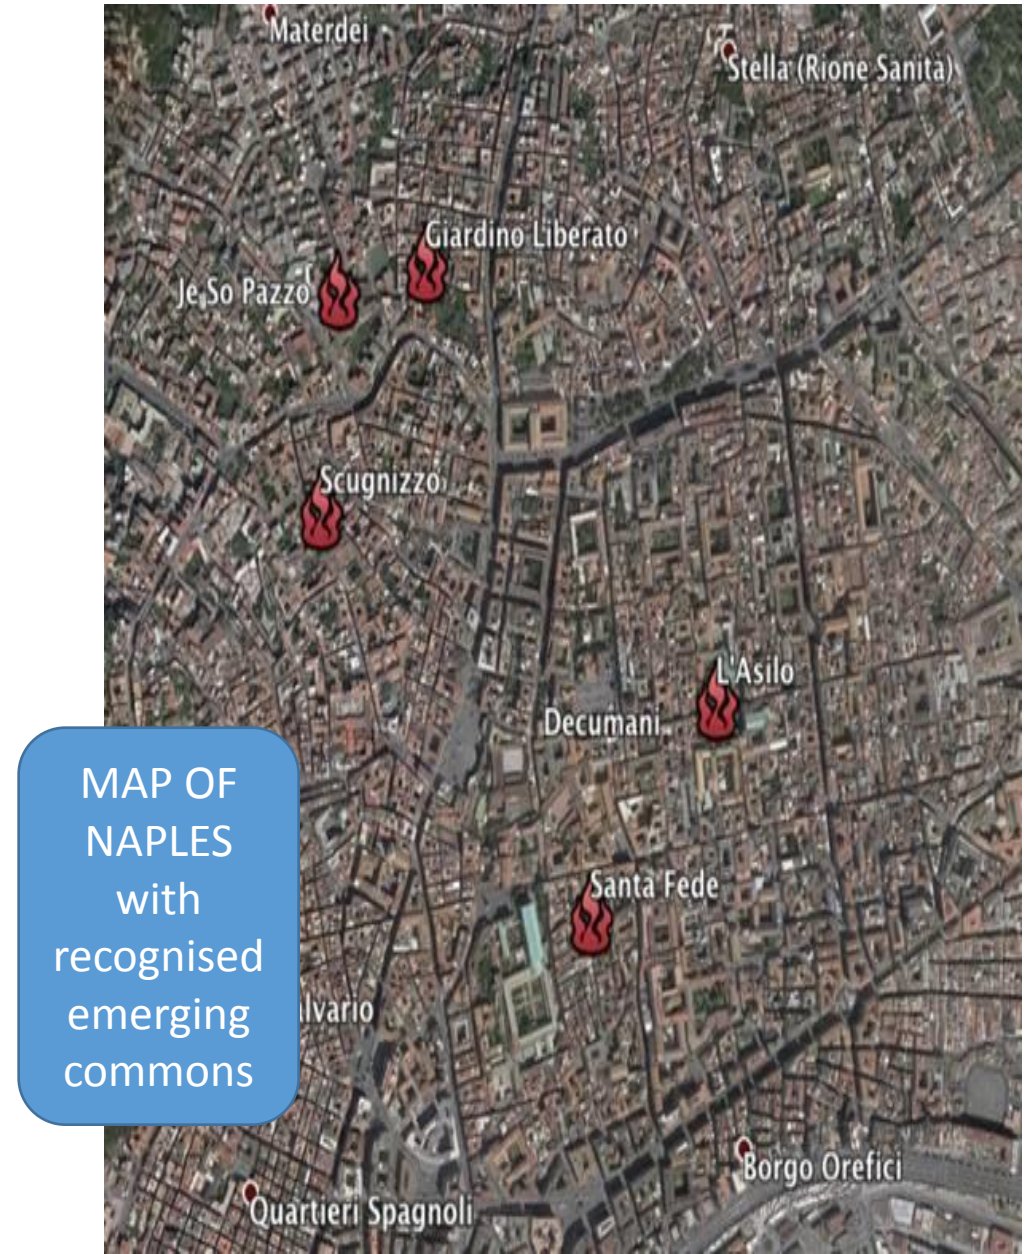 Materdei
Stella (Rione Sanita)
Giardino Liberato
Je So Pazzo
Scugnizzo
L'Asilo
Decumani
MAP OF
NAPLES
with
recognised
emerging
commons
Santa Fede
lvario
Borgo Orefici
Quartieri Spagnoli